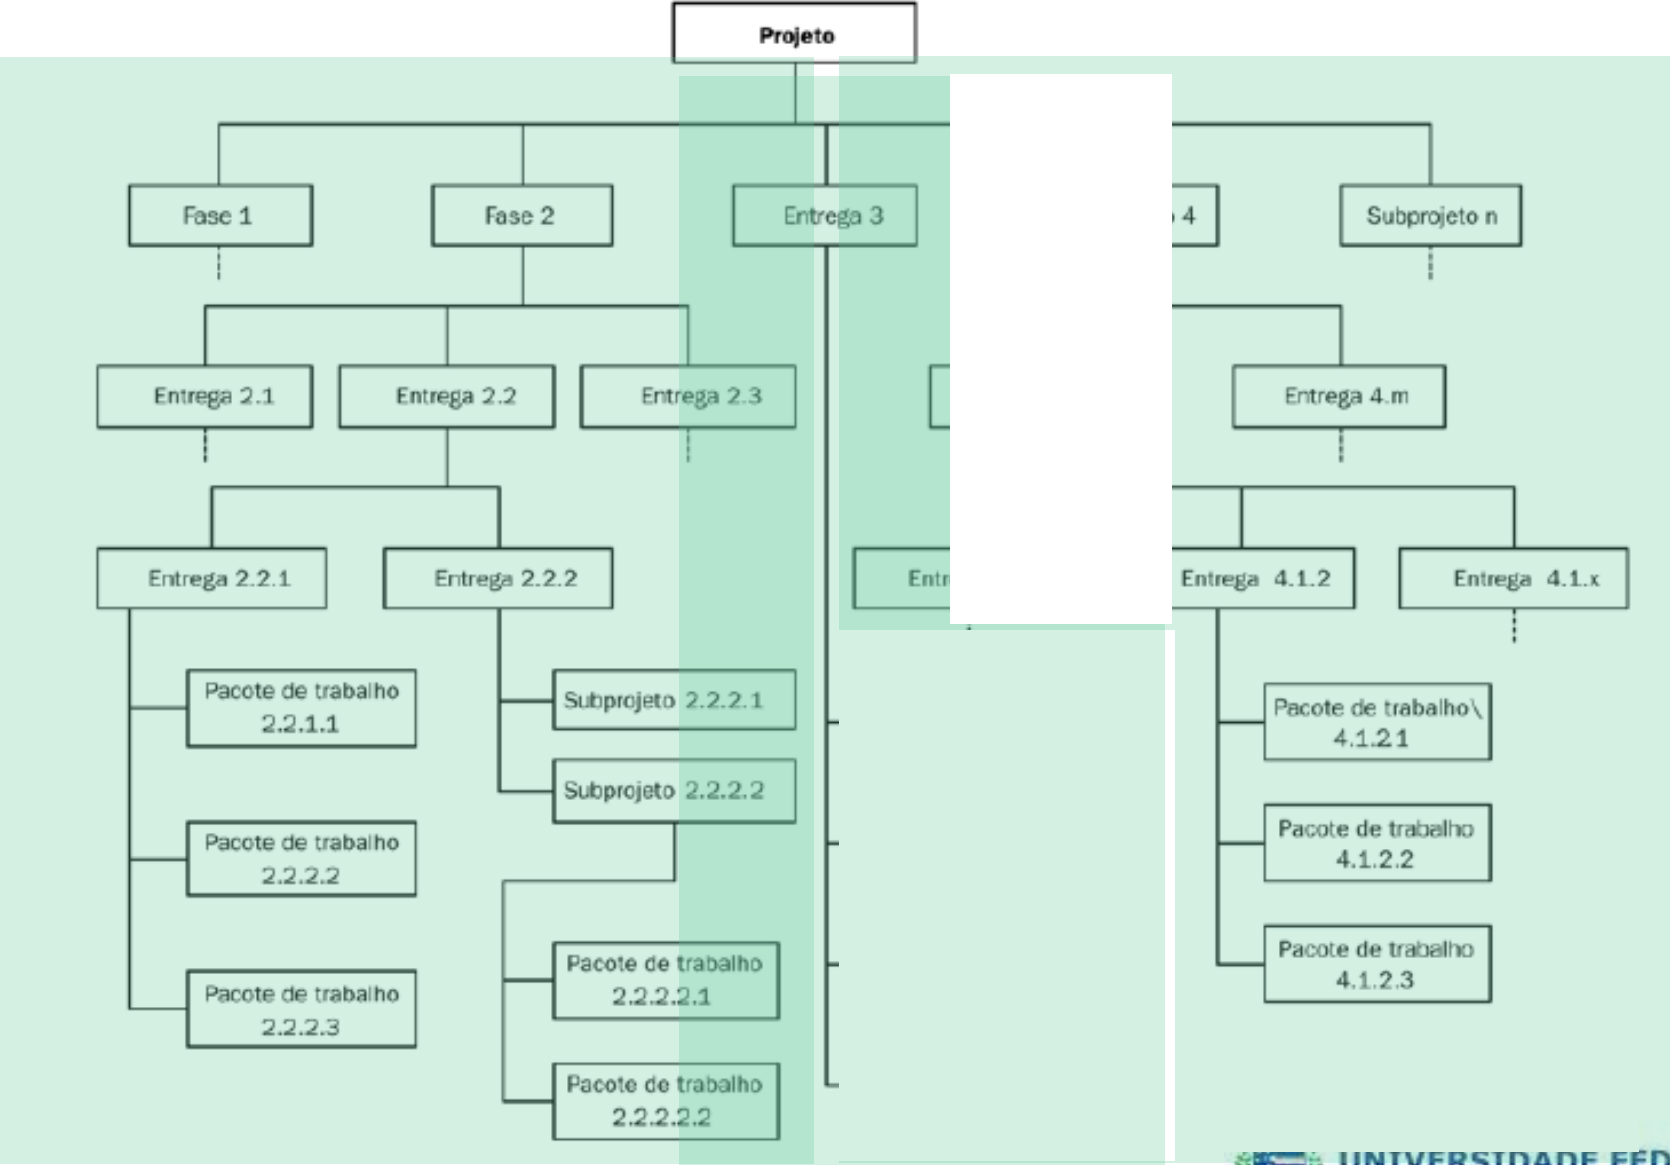 Projeto
Fase 1
Fase 2
Entrega 3
4
Subprojeto n
Entrega 2.1
Entrega 2.2
Entrega 2.3
Entrega 4.m
Entrega 2.2.1
Entrega 2.2.2
Entrega 4.1.2
Entrega 4.1.x
Pacote de trabalho
2.2.1.1
Subprojeto 2.2.2.1
Pacote de trabalho\
4.1.2.1
Subprojeto 2.2.2.2
Pacote de trabalho
2.2.2.2
Pacote de trabalho
4.1.2.2
Pacote de trabalho
2.2.2.3
Pacote de trabalho
2.2.2.2.1
Pacote de trabalho
4.1.2.3
Pacote de trabalho
2.2.2.2.2
UNIVERSIDADE FED